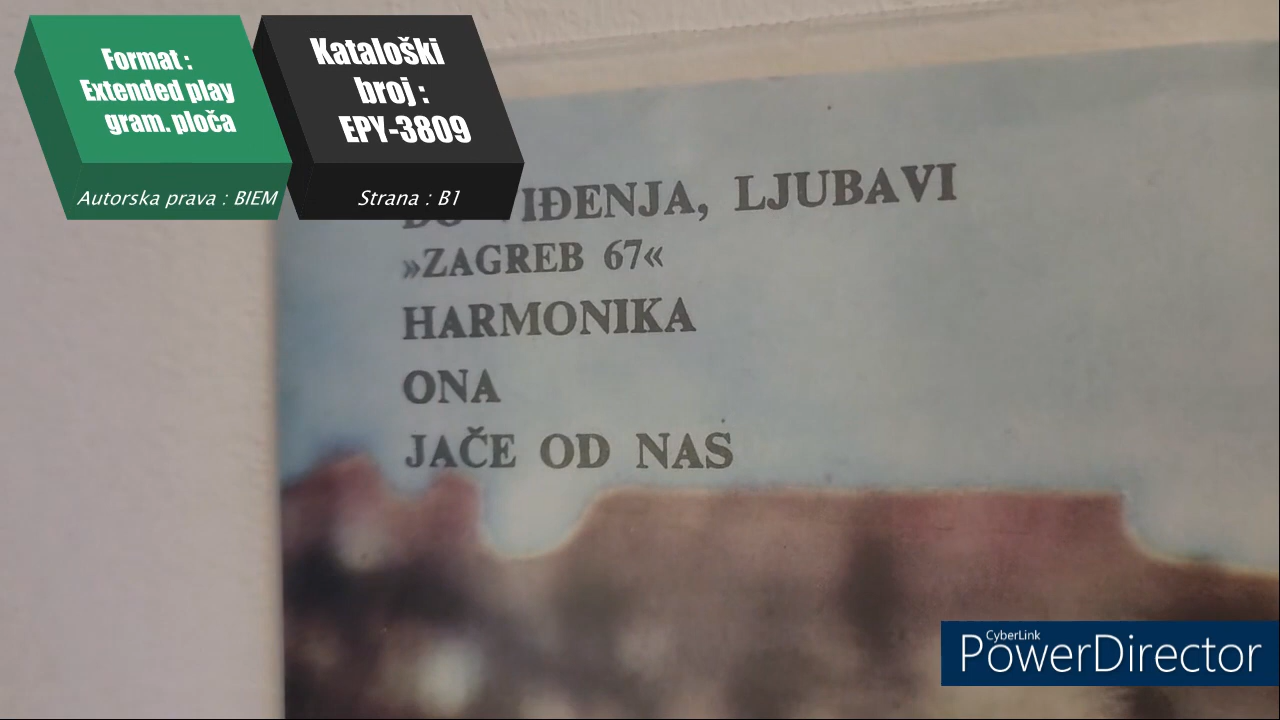 Format :
Extended play
gram. ploča
Autorska prava : BIEM
Kataloški
broj :
EPY-3809
Strana : B1
DO VIĐENJA, LJUBAVI
»ZAGREB 67«
HARMONIKA
ONA
JAČE OD NAS
CyberLink
PowerDirector